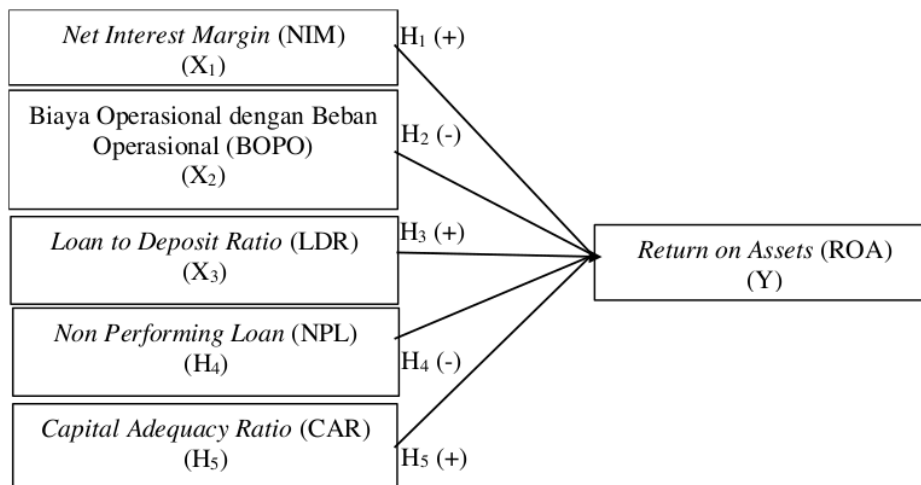 Net Interest Margin (NIM)
(X₁)
H₁ (+)
Biaya Operasional dengan Beban
Operasional (BOPO)
(X₂)
H₂ (-)
Loan to Deposit Ratio (LDR)
(X₃)
H₃ (+)
Non Performing Loan (NPL)
(H₄)
H₄ (-)
Capital Adequacy Ratio (CAR)
(H₅)
H₅ (+)
Return on Assets (ROA)
(Y)